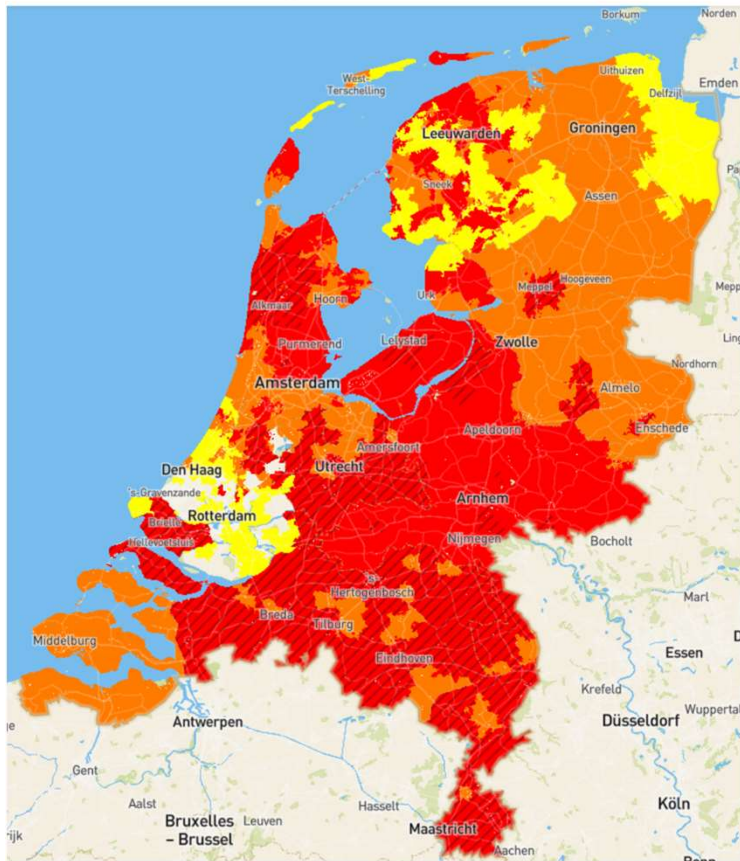 Borkum
Norden
West-
Terschelling
Uithuizen
Emden
Delfzijl
Leeuwarden
Groningen
Sneek
Assen
Hoogeveen
Meppel
Urk
Hoorn
Alkmaar
Lelystad
Purmerend
Zwolle
Nordhorn
Amsterdam
Almelo
Enschede
Apeldoorn
Amersfoort
Utrecht
Den Haag
's-Gravenzande
Arnhem
Rotterdam
Brielle
Hellevoetsluis
Nijmegen
Bocholt
's-
Hertogenbosch
Marl
Breda
Tilburg
Middelburg
Eindhoven
Essen
Krefeld
Wuppertal
Antwerpen
Düsseldorf
Gent
Aalst
Hasselt
Köln
Bruxelles
– Brussel
Leuven
Maastricht
Aachen